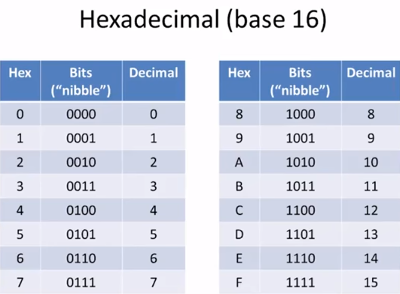 Hexadecimal (base 16)
Hex Bits ("nibble") Decimal
0 0000 0
1 0001 1
2 0010 2
3 0011 3
4 0100 4
5 0101 5
6 0110 6
7 0111 7
Hex Bits ("nibble") Decimal
8 1000 8
9 1001 9
A 1010 10
B 1011 11
C 1100 12
D 1101 13
E 1110 14
F 1111 15